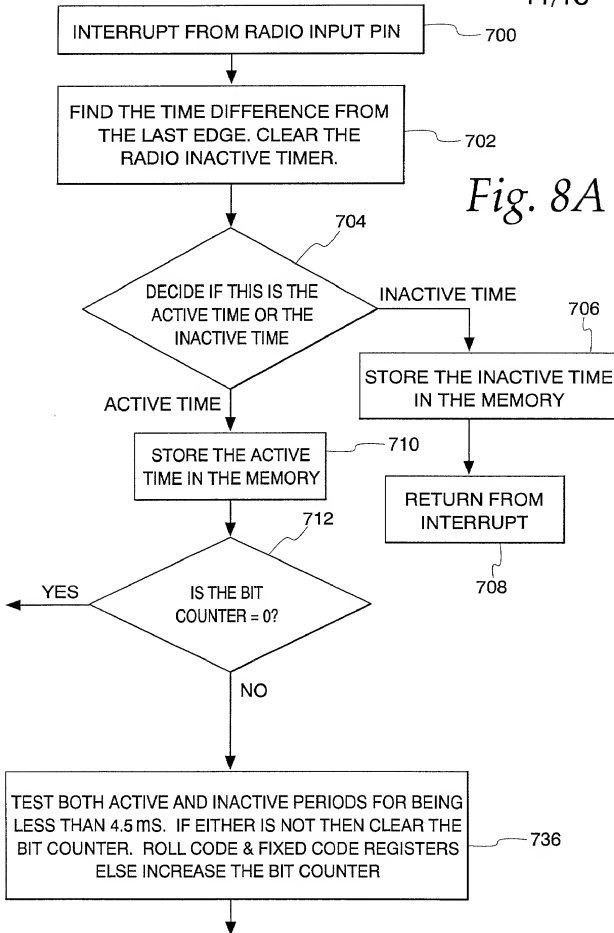 INTERRUPT FROM RADIO INPUT PIN
700
FIND THE TIME DIFFERENCE FROM
THE LAST EDGE. CLEAR THE
RADIO INACTIVE TIMER.
702
Fig. 8A
704
DECIDE IF THIS IS THE
ACTIVE TIME OR THE
INACTIVE TIME
INACTIVE TIME
706
STORE THE INACTIVE TIME
IN THE MEMORY
ACTIVE TIME
STORE THE ACTIVE
TIME IN THE MEMORY
710
RETURN FROM
INTERRUPT
708
712
IS THE BIT
COUNTER = 0?
YES
NO
TEST BOTH ACTIVE AND INACTIVE PERIODS FOR BEING
LESS THAN 4.5 mS. IF EITHER IS NOT THEN CLEAR THE
BIT COUNTER. ROLL CODE & FIXED CODE REGISTERS
ELSE INCREASE THE BIT COUNTER
736